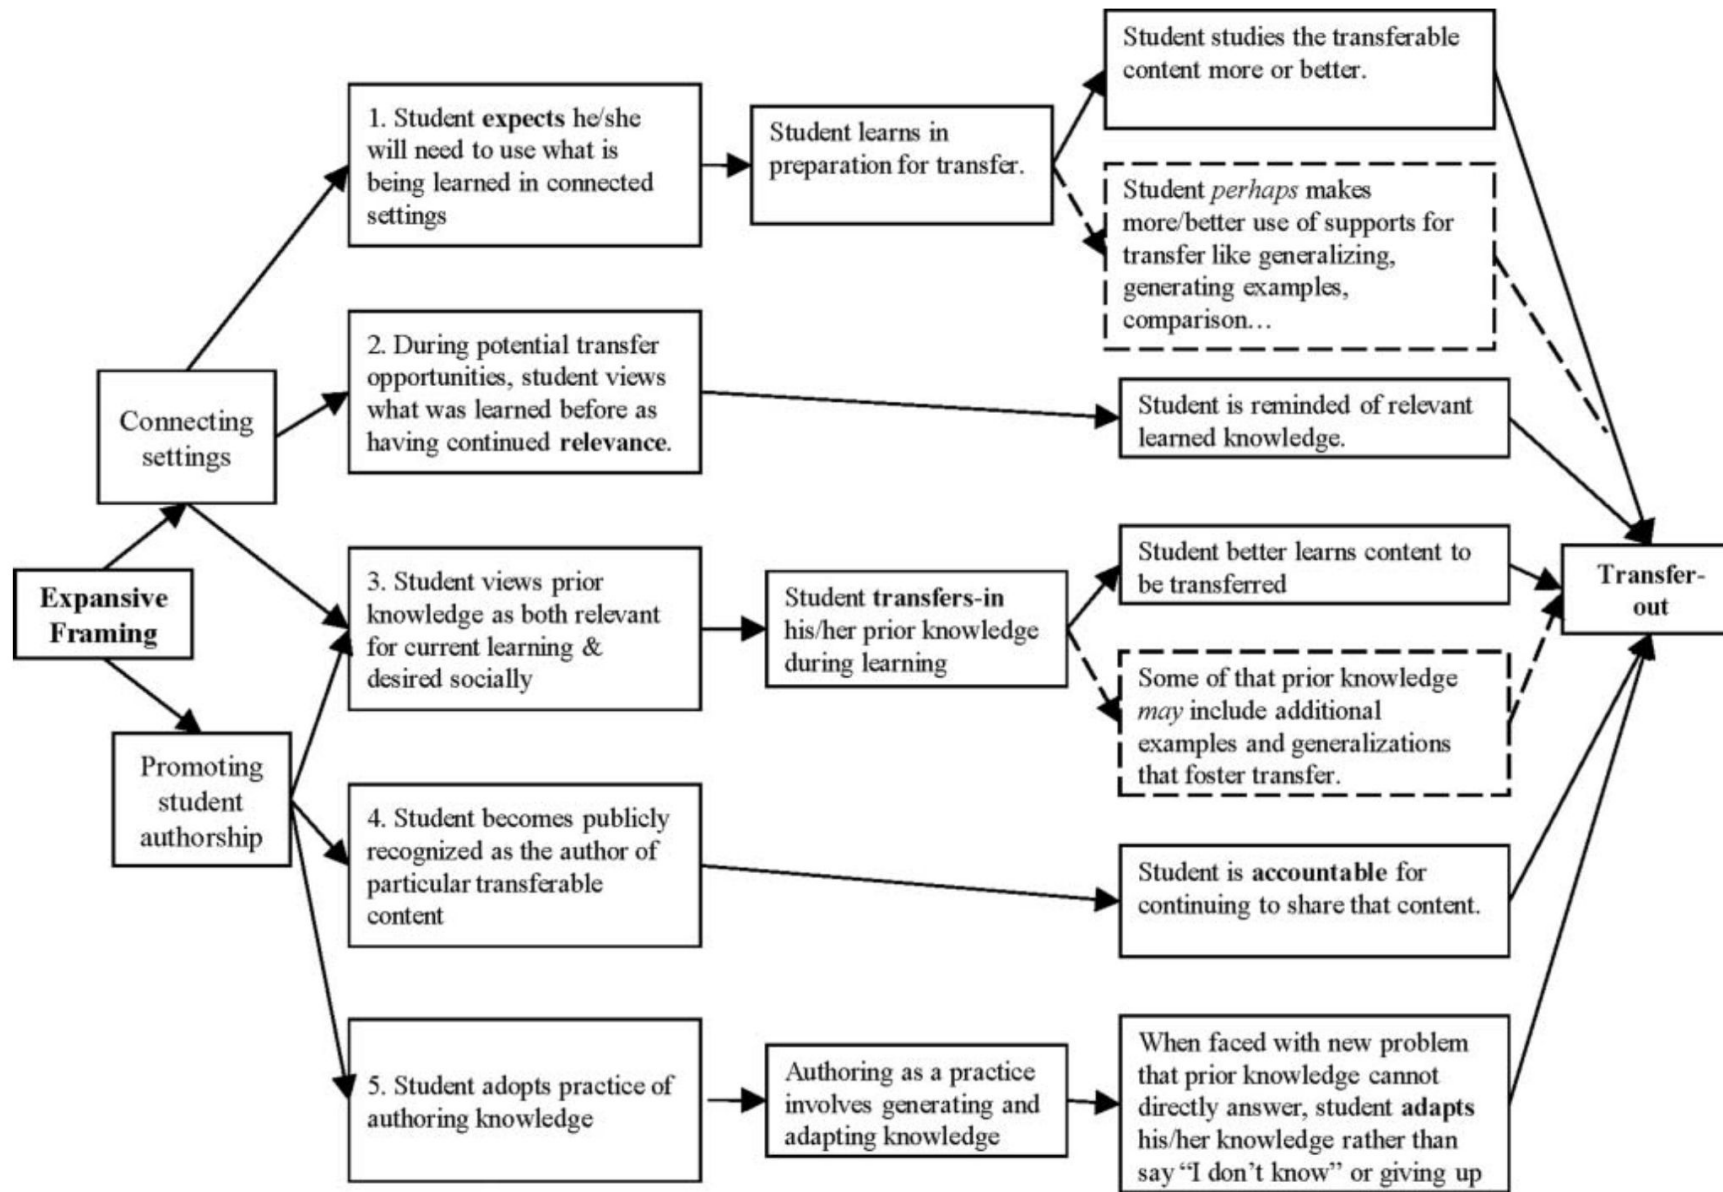 Expansive
Framing
Connecting
settings
Promoting
student
authorship
1. Student expects he/she
will need to use what is
being learned in connected
settings
Student learns in
preparation for transfer.
Student studies the transferable
content more or better.
Student perhaps makes
more/better use of supports for
transfer like generalizing,
generating examples,
comparison…
2. During potential transfer
opportunities, student views
what was learned before as
having continued relevance.
Student is reminded of relevant
learned knowledge.
3. Student views prior
knowledge as both relevant
for current learning &
desired socially
Student transfers-in
his/her prior knowledge
during learning
Student better learns content to
be transferred
Some of that prior knowledge
may include additional
examples and generalizations
that foster transfer.
4. Student becomes publicly
recognized as the author of
particular transferable
content
Student is accountable for
continuing to share that content.
5. Student adopts practice of
authoring knowledge
Authoring as a practice
involves generating and
adapting knowledge
When faced with new problem
that prior knowledge cannot
directly answer, student adapts
his/her knowledge rather than
say “I don’t know” or giving up
Transfer-
out